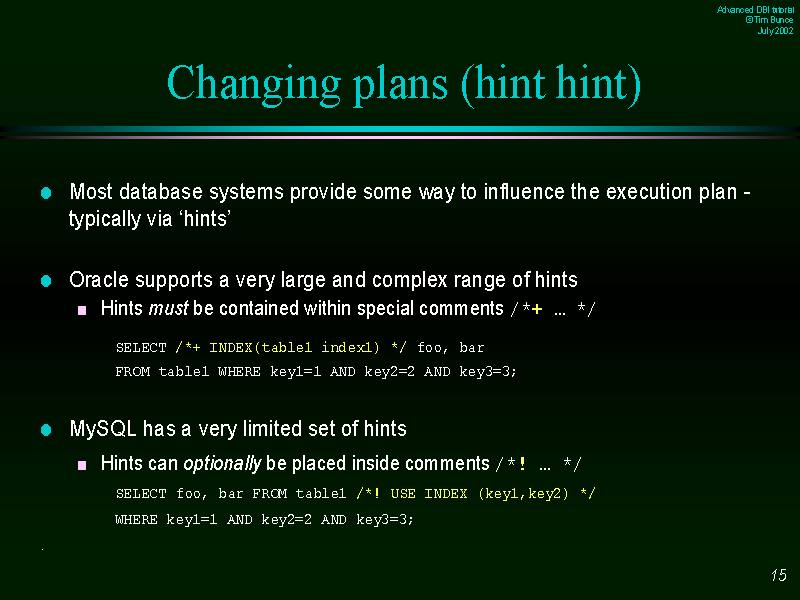 Advanced DBI tutorial
©Tim Bunce
July 2002
Changing plans (hint hint)
Most database systems provide some way to influence the execution plan -
typically via ‘hints’
Oracle supports a very large and complex range of hints
Hints must be contained within special comments /*+ … */
SELECT /*+ INDEX(table1 index1) */ foo, bar
FROM table1 WHERE key1=1 AND key2=2 AND key3=3;
MySQL has a very limited set of hints
Hints can optionally be placed inside comments /*! … */
SELECT foo, bar FROM table1 /*! USE INDEX (key1,key2) */
WHERE key1=1 AND key2=2 AND key3=3;
.
15